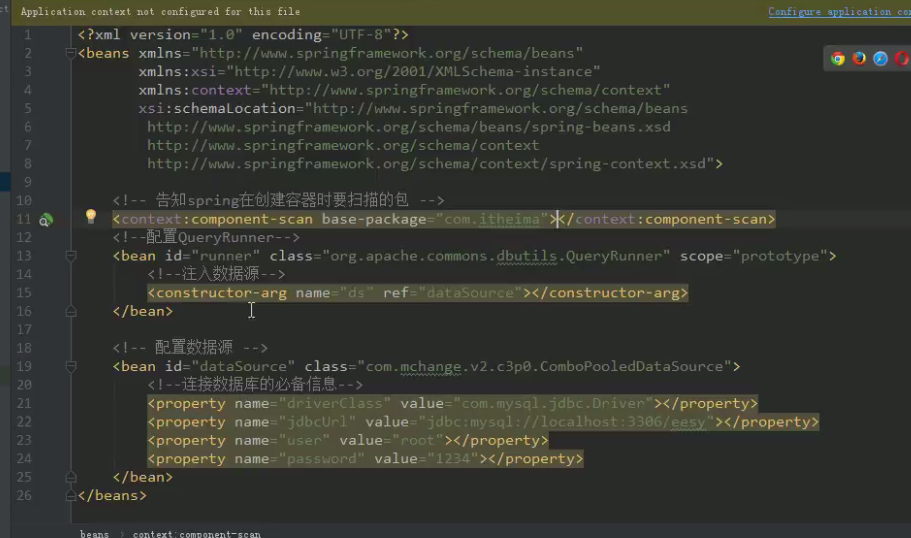 Application context not configured for this file
Configure application co
1 <?xml version="1.0" encoding="UTF-8"?>
2 <beans xmlns="http://www.springframework.org/schema/beans"
3 xmlns:xsi="http://www.w3.org/2001/XMLSchema-instance"
4 xmlns:context="http://www.springframework.org/schema/context"
5 xsi:schemaLocation="http://www.springframework.org/schema/beans
6 http://www.springframework.org/schema/beans/spring-beans.xsd
7 http://www.springframework.org/schema/context
8 http://www.springframework.org/schema/context/spring-context.xsd">
9
10 <!-- 告知spring在创建容器时要扫描的包 -->
11 <context:component-scan base-package="com.itheima"></context:component-scan>
12 <!--配置QueryRunner-->
13 <bean id="runner" class="org.apache.commons.dbutils.QueryRunner" scope="prototype">
14 <!--注入数据源-->
15 <constructor-arg name="ds" ref="dataSource"></constructor-arg>
16 </bean>
17
18 <!-- 配置数据源 -->
19 <bean id="dataSource" class="com.mchange.v2.c3p0.ComboPooledDataSource">
20 <!--连接数据库的必备信息-->
21 <property name="driverClass" value="com.mysql.jdbc.Driver"></property>
22 <property name="jdbcUrl" value="jdbc:mysql://localhost:3306/eesy"></property>
23 <property name="user" value="root"></property>
24 <property name="password" value="1234"></property>
25 </bean>
26 </beans>
beans › context:component-scan